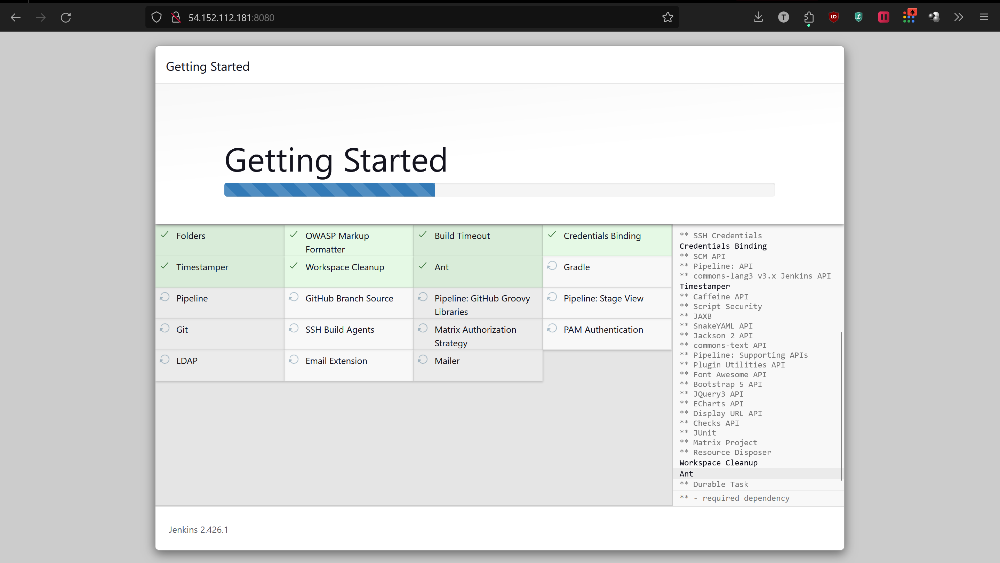 54.152.112.181:8080
T
Getting Started
Getting Started
Folders
OWASP Markup
Formatter
Build Timeout
Credentials Binding
Timestamper
Workspace Cleanup
Ant
Gradle
Pipeline
GitHub Branch Source
Pipeline: GitHub Groovy
Libraries
Pipeline: Stage View
Git
SSH Build Agents
Matrix Authorization
Strategy
PAM Authentication
LDAP
Email Extension
Mailer
** SSH Credentials
Credentials Binding
** SCM API
** Pipeline: API
** commons-lang3 v3.x Jenkins API
Timestamper
** Caffeine API
** Script Security
** JAXB
** SnakeYAML API
** Jackson 2 API
** commons-text API
** Pipeline: Supporting APIs
** Plugin Utilities API
** Font Awesome API
** Bootstrap 5 API
** JQuery3 API
** ECharts API
** Display URL API
** Checks API
** JUnit
** Matrix Project
** Resource Disposer
Workspace Cleanup
Ant
** Durable Task
** - required dependency
Jenkins 2.426.1